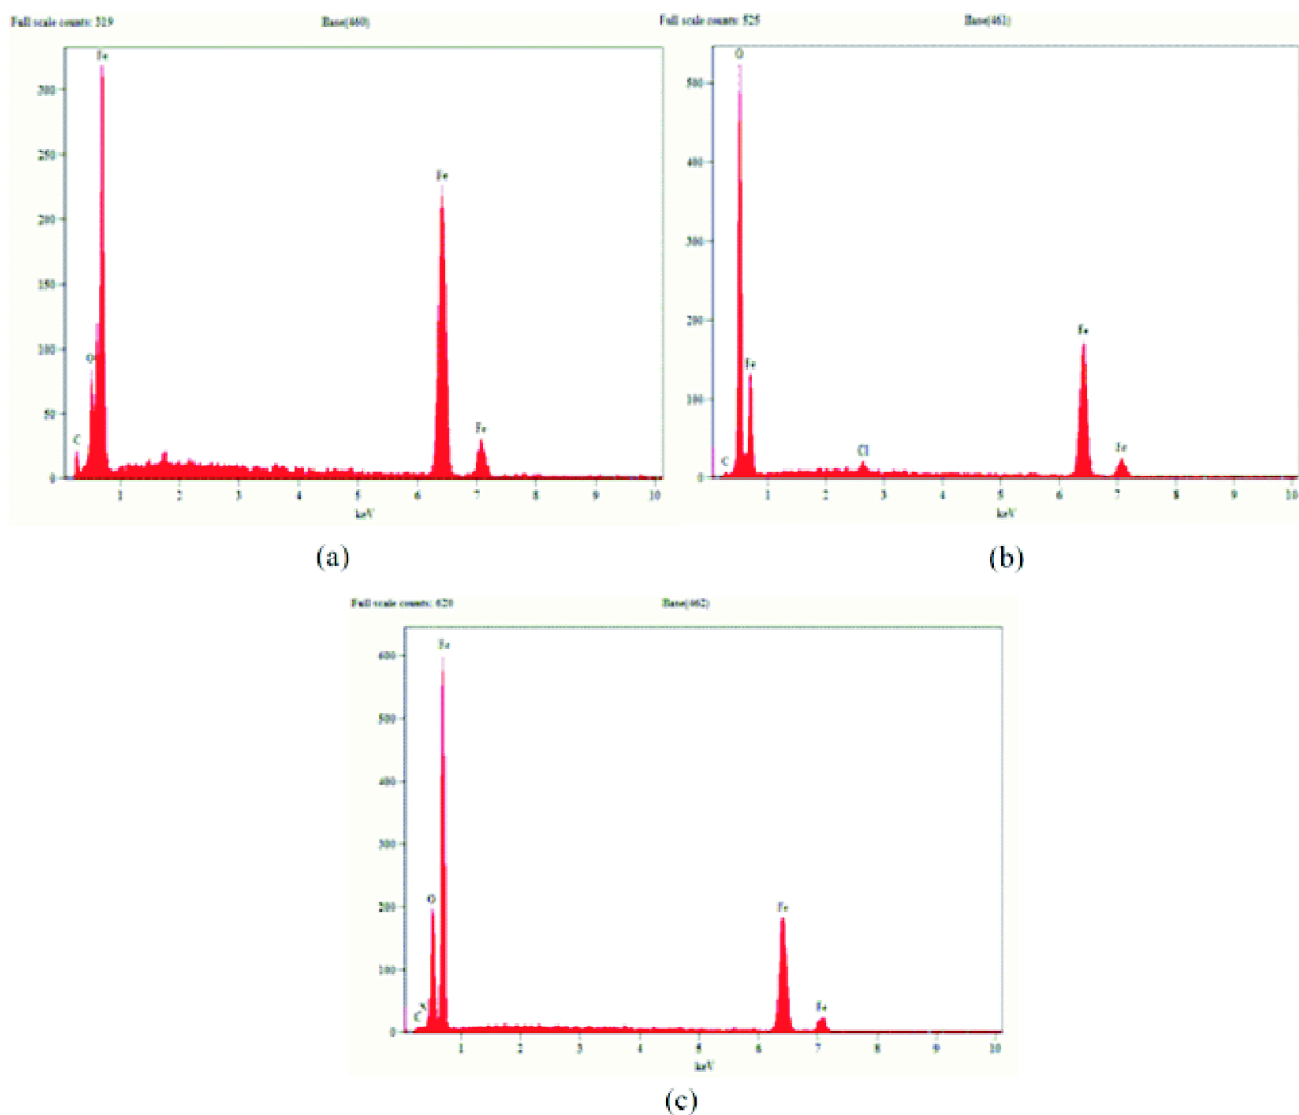 Full scale counts: 319 Base(460)
Fe
300
250
Fe
200
150
100
O
50
Fe
C
0
1 2 3 4 5 6 7 8 9 10
keV
(a)
Full scale counts: 525 Base(461)
O
500
400
300
200
Fe
Fe
100
Cl
Fe
C
0
1 2 3 4 5 6 7 8 9 10
keV
(b)
Full scale counts: 620 Base(462)
Fe
600
500
400
300
200
O
Fe
100
N
Fe
C
0
1 2 3 4 5 6 7 8 9 10
keV
(c)